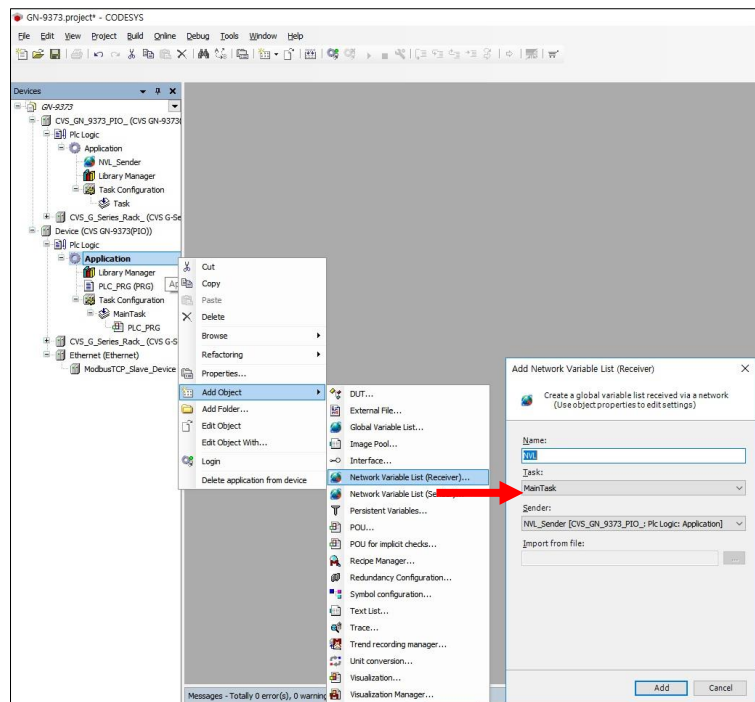 GN-9373.project* - CODESYS
File Edit View Project Build Online Debug Tools Window Help
Devices
GN-9373
CVS_GN_9373_PIO_ (CVS GN-9373(
Plc Logic
Application
NVL_Sender
Library Manager
Task Configuration
Task
CVS_G_Series_Rack_ (CVS G-Se
Device (CVS GN-9373(PIO))
Plc Logic
Application
Library Manager
PLC_PRG (PRG)
Task Configuration
MainTask
PLC_PRG
CVS_G_Series_Rack_ (CVS G-S
Ethernet (Ethernet)
ModbusTCP_Slave_Device
Cut
Copy
Paste
Delete
Browse
Refactoring
Properties...
Add Object
Add Folder...
Edit Object
Edit Object With...
Login
Delete application from device
DUT...
External File...
Global Variable List...
Image Pool...
Interface...
Network Variable List (Receiver)...
Network Variable List (Se
Persistent Variables...
POU...
POU for implicit checks...
Recipe Manager...
Redundancy Configuration...
Symbol configuration...
Text List...
Trace...
Trend recording manager...
Unit conversion...
Visualization...
Visualization Manager...
Messages - Totally 0 error(s), 0 warning
Add Network Variable List (Receiver)
Create a global variable list received via a network
(Use object properties to edit settings)
Name:
NVL
Task:
MainTask
Sender:
NVL_Sender [CVS_GN_9373_PIO_: Plc Logic: Application]
Import from file:
...
Add Cancel